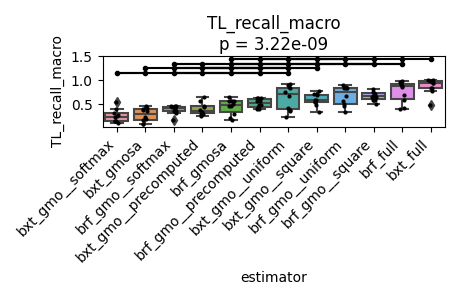 TL_recall_macro
p = 3.22e-09
TL_recall_macro
1.5
1.0
0.5
bxt_gmo__softmax
bxt_gmosa
brf_gmo__softmax
bxt_gmo__precomputed
brf_gmosa
brf_gmo__precomputed
bxt_gmo__uniform
bxt_gmo__square
brf_gmo__uniform
brf_gmo__square
brf_full
bxt_full
estimator